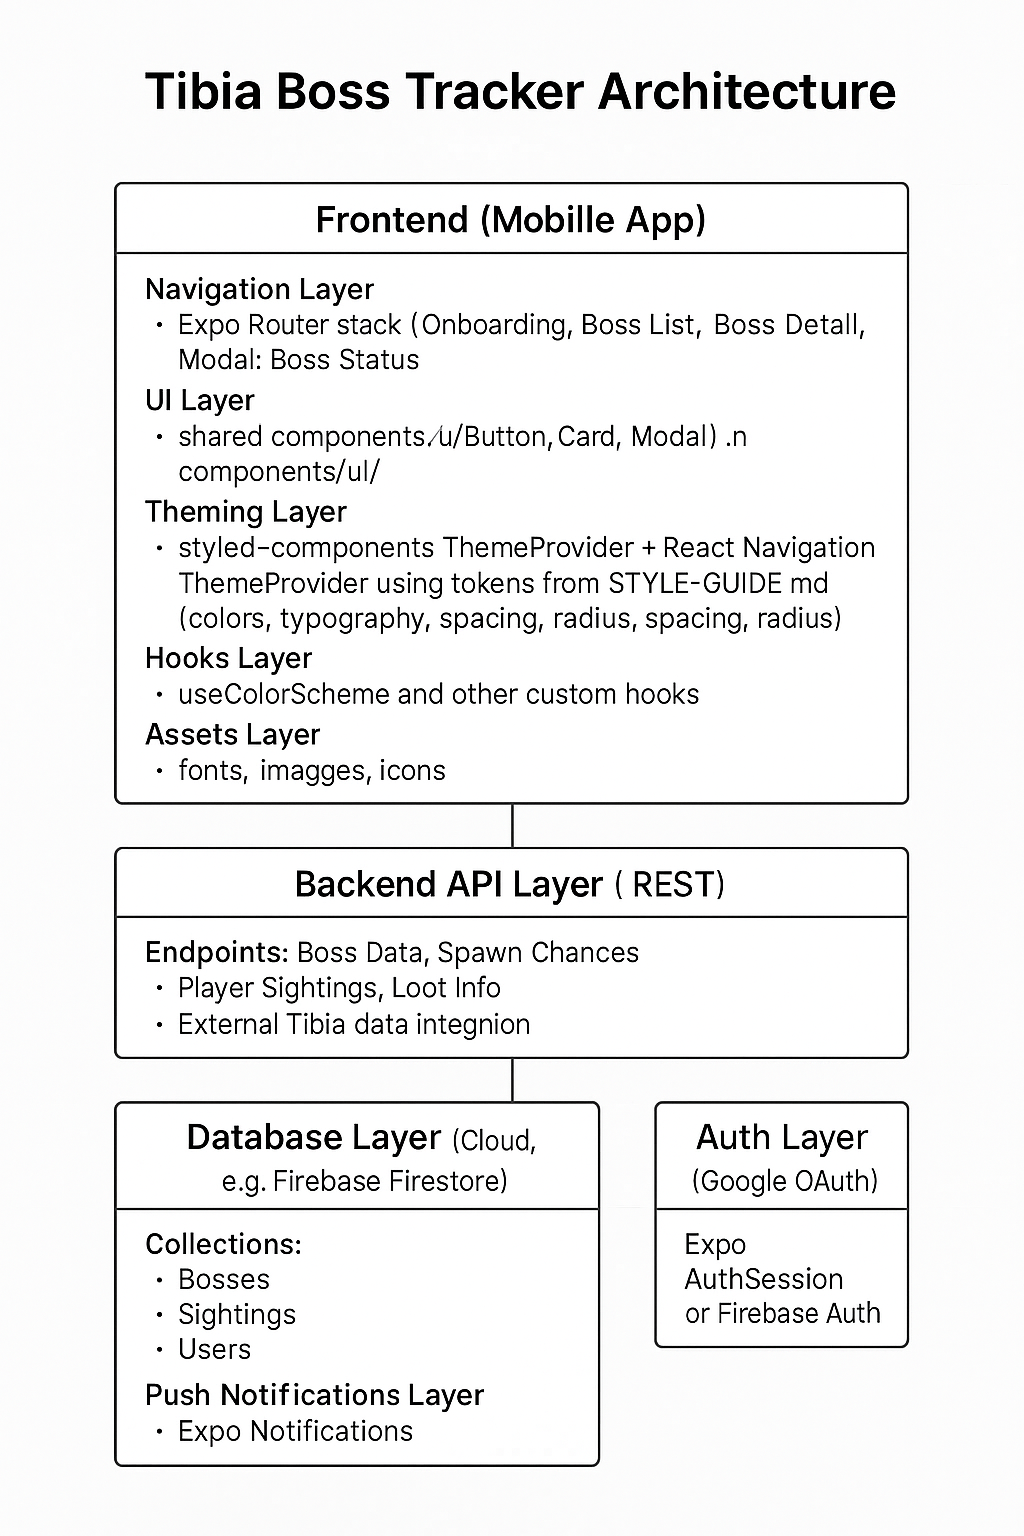 Tibia Boss Tracker Architecture
Frontend (Mobille App)
Navigation Layer
• Expo Router stack (Onboarding, Boss List, Boss Detall,
Modal: Boss Status
UI Layer
• shared components./u/Button, Card, Modal) .n
components/ul/
Theming Layer
• styled-components ThemeProvider + React Navigation
ThemeProvider using tokens from STYLE-GUIDE md
(colors, typography, spacing, radius, spacing, radius)
Hooks Layer
• useColorScheme and other custom hooks
Assets Layer
• fonts, imagges, icons
Backend API Layer ( REST)
Endpoints: Boss Data, Spawn Chances
• Player Sightings, Loot Info
• External Tibia data integnion
Database Layer (Cloud,
e.g. Firebase Firestore)
Collections:
• Bosses
• Sightings
• Users
Push Notifications Layer
• Expo Notifications
Auth Layer
(Google OAuth)
Expo
AuthSession
or Firebase Auth